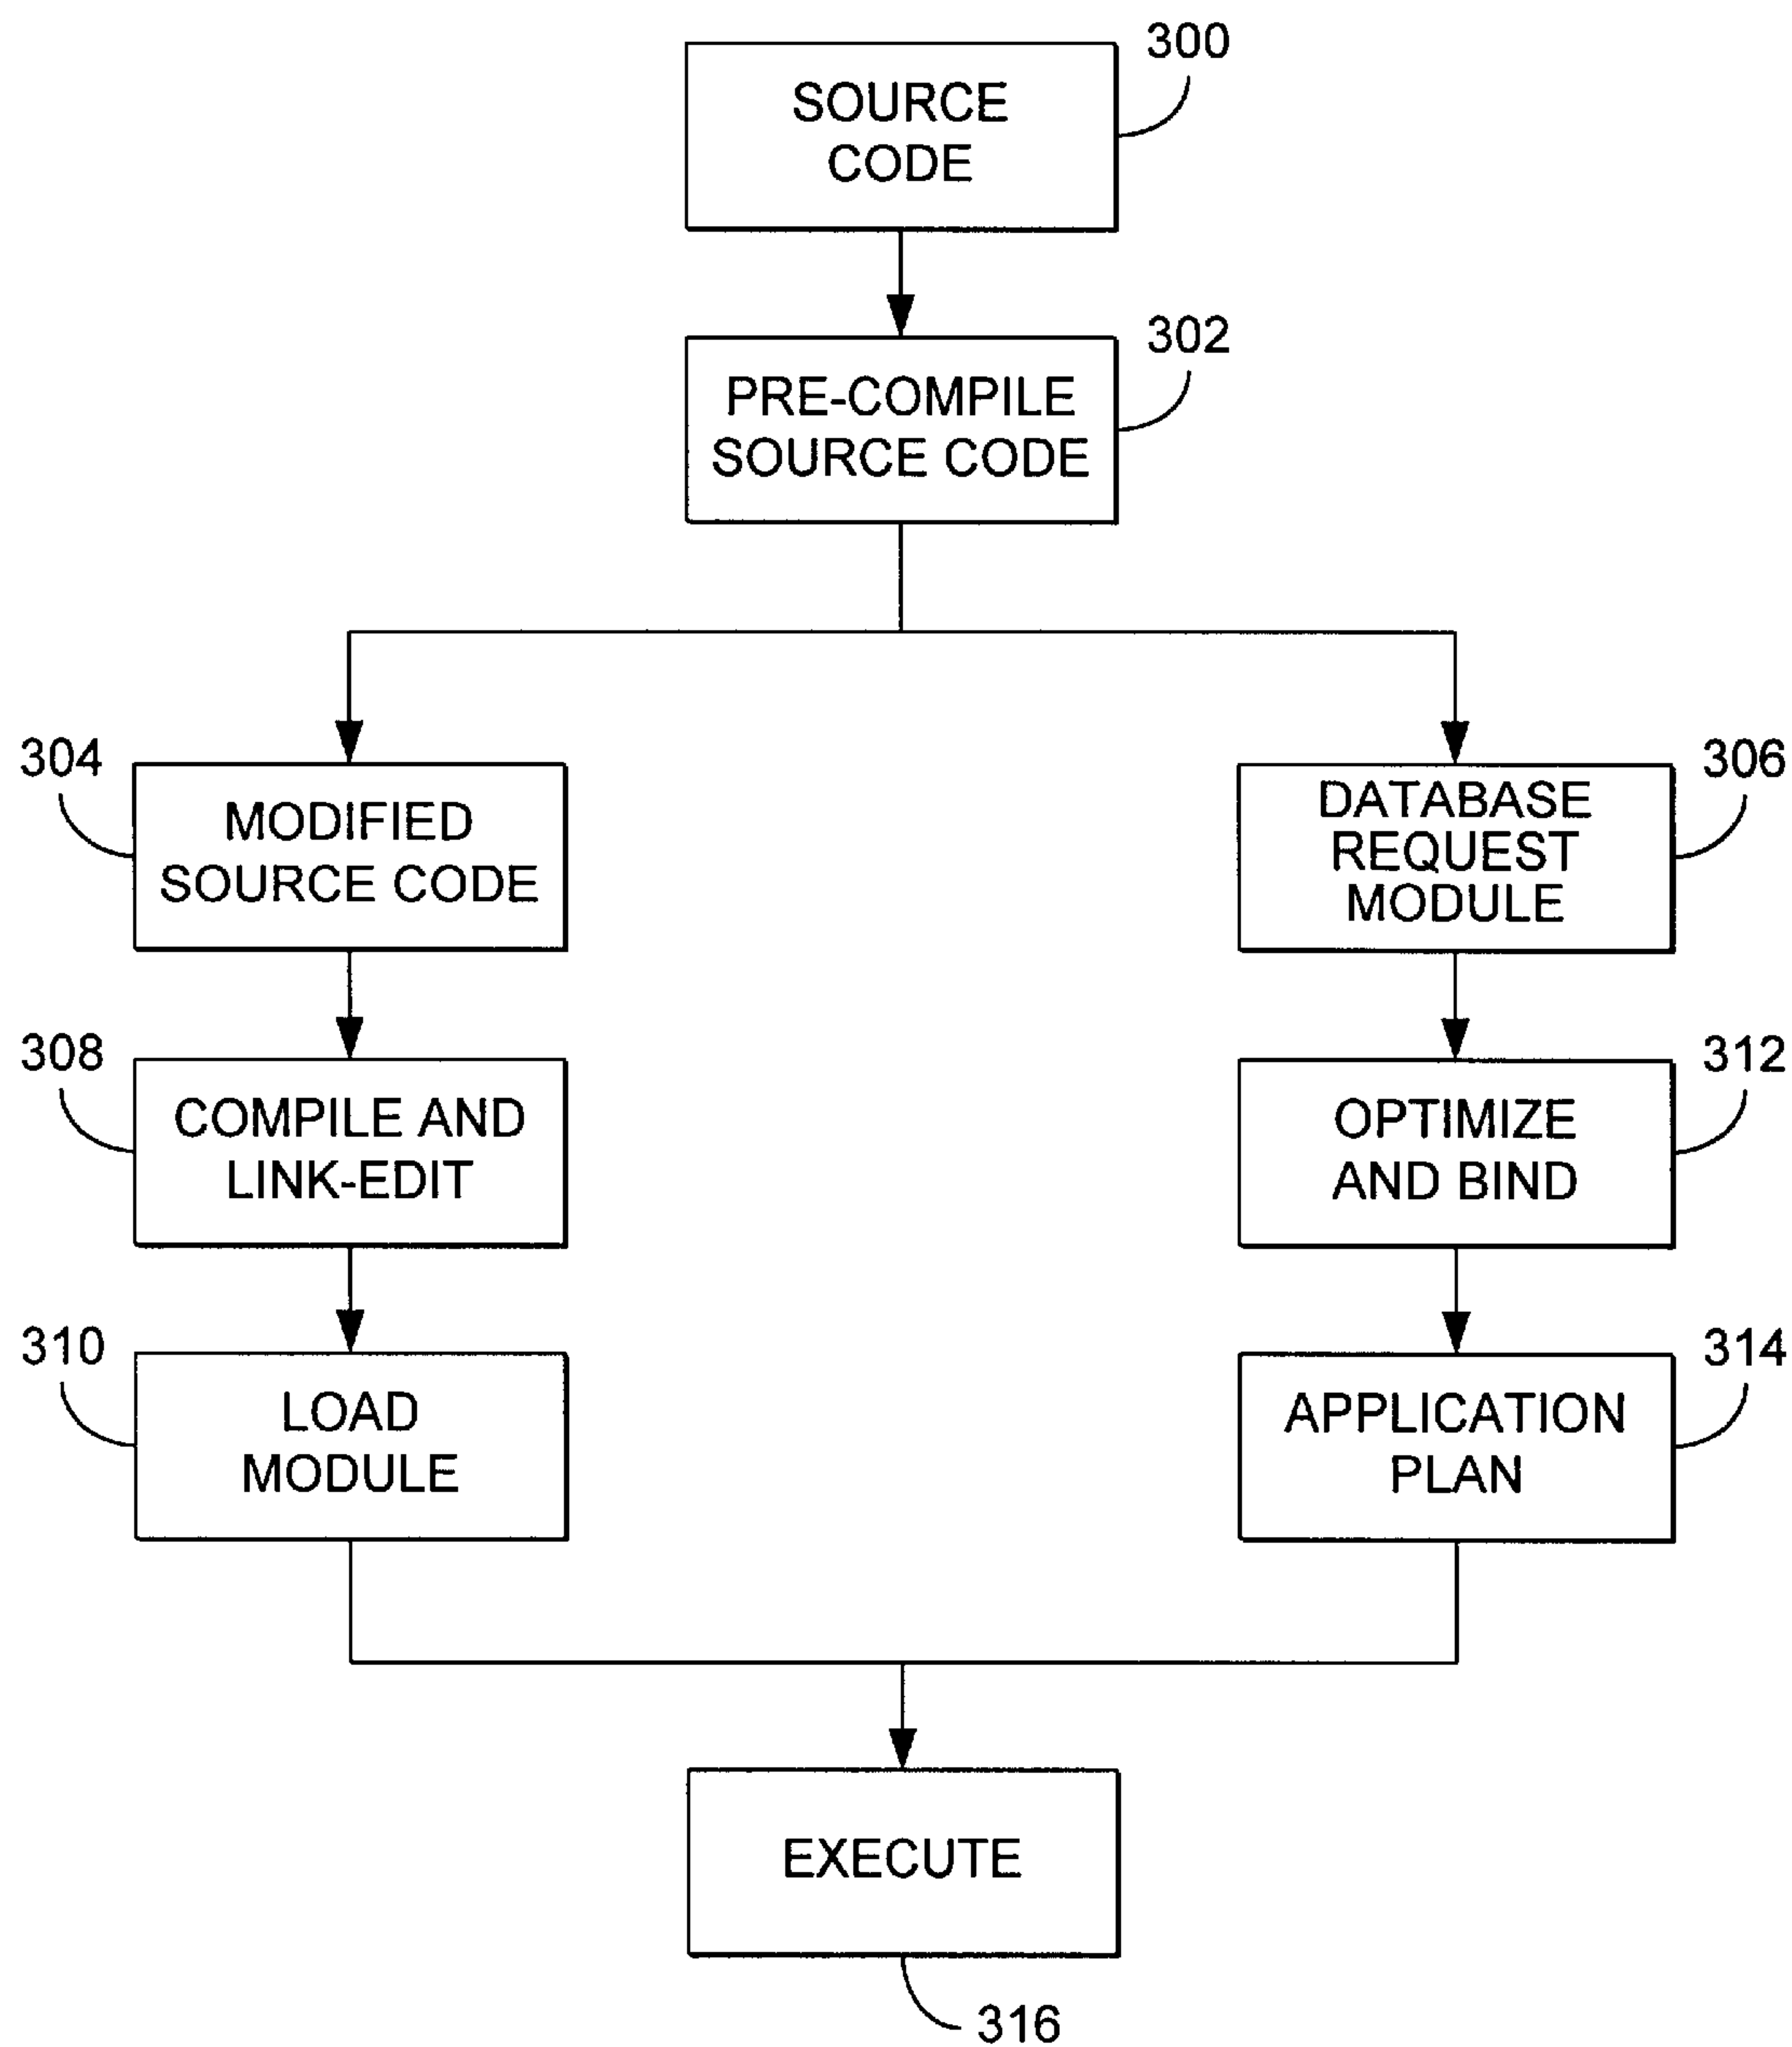 300
SOURCE
CODE
302
PRE-COMPILE
SOURCE CODE
304
MODIFIED
SOURCE CODE
306
DATABASE
REQUEST
MODULE
308
COMPILE AND
LINK-EDIT
312
OPTIMIZE
AND BIND
310
LOAD
MODULE
314
APPLICATION
PLAN
EXECUTE
316